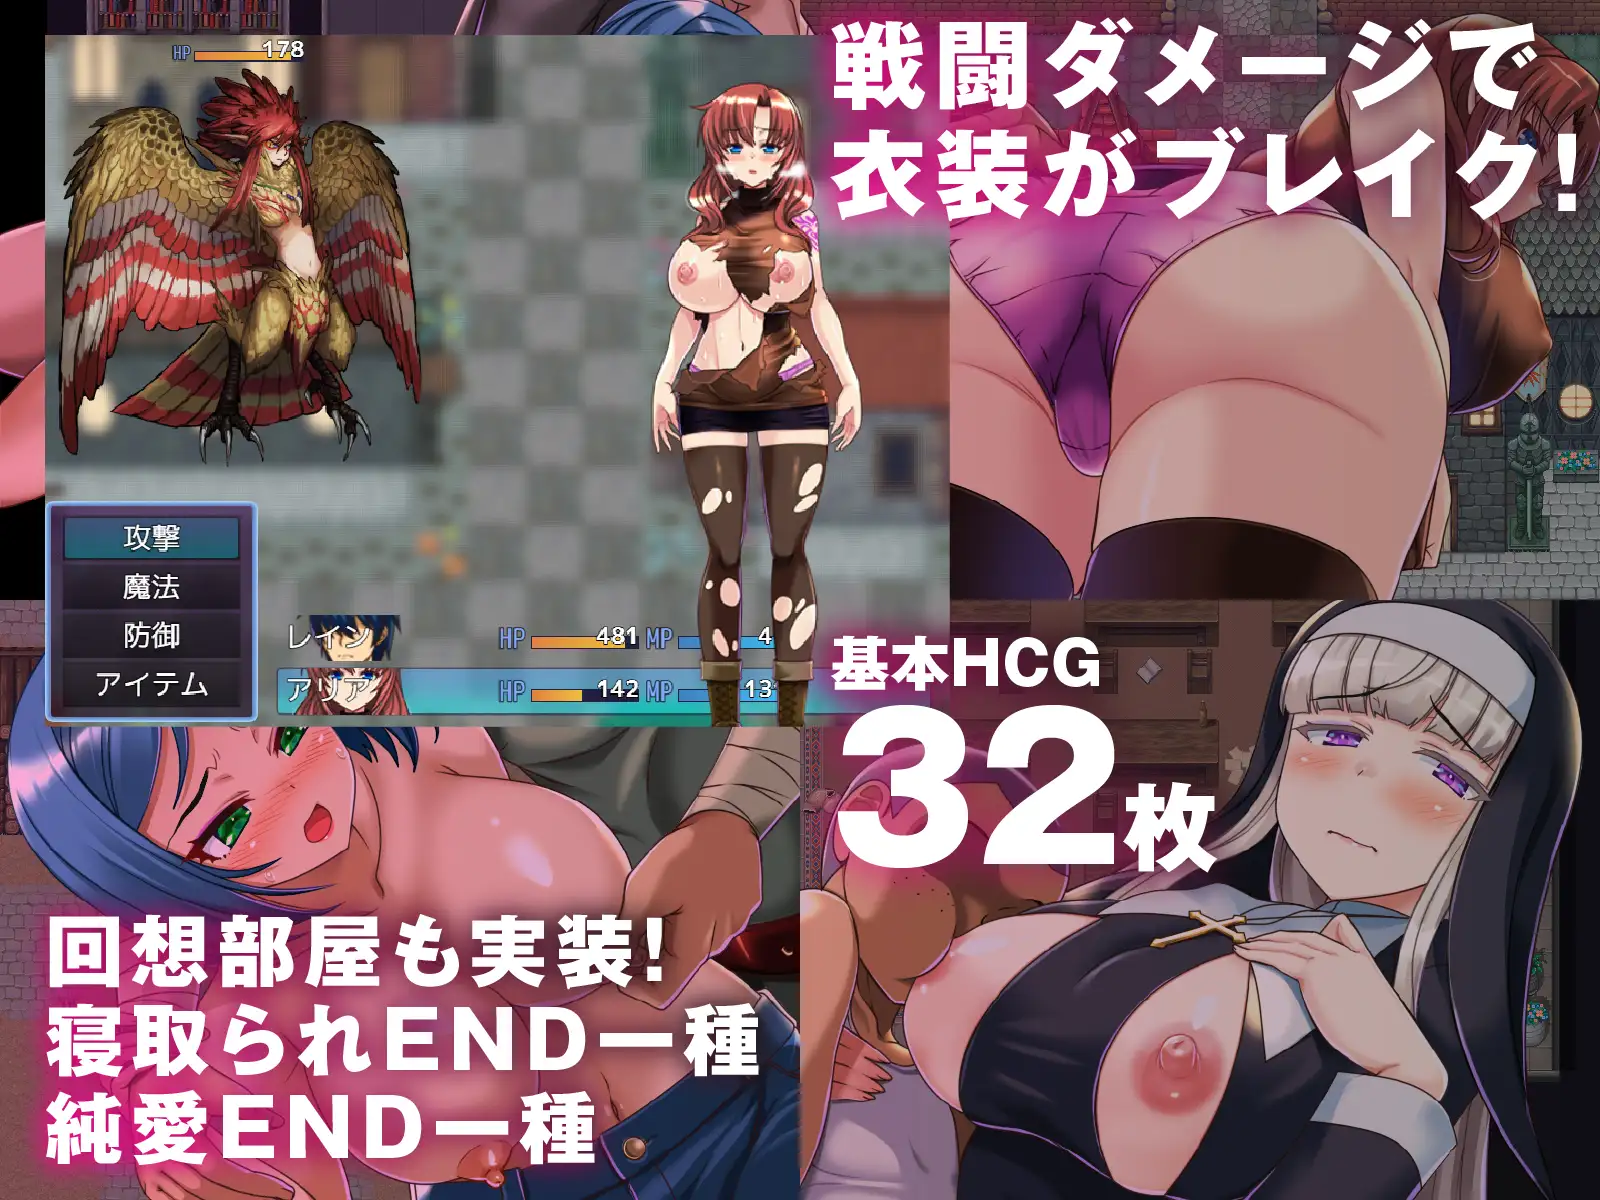 戦闘ダメージで
衣装がブレイク!
HP 178
攻撃
魔法
防御
アイテム
レイン HP 481 MP 4
アリア HP 142 MP 13
基本HCG
32枚
回想部屋も実装!
寝取られEND一種
純愛END一種